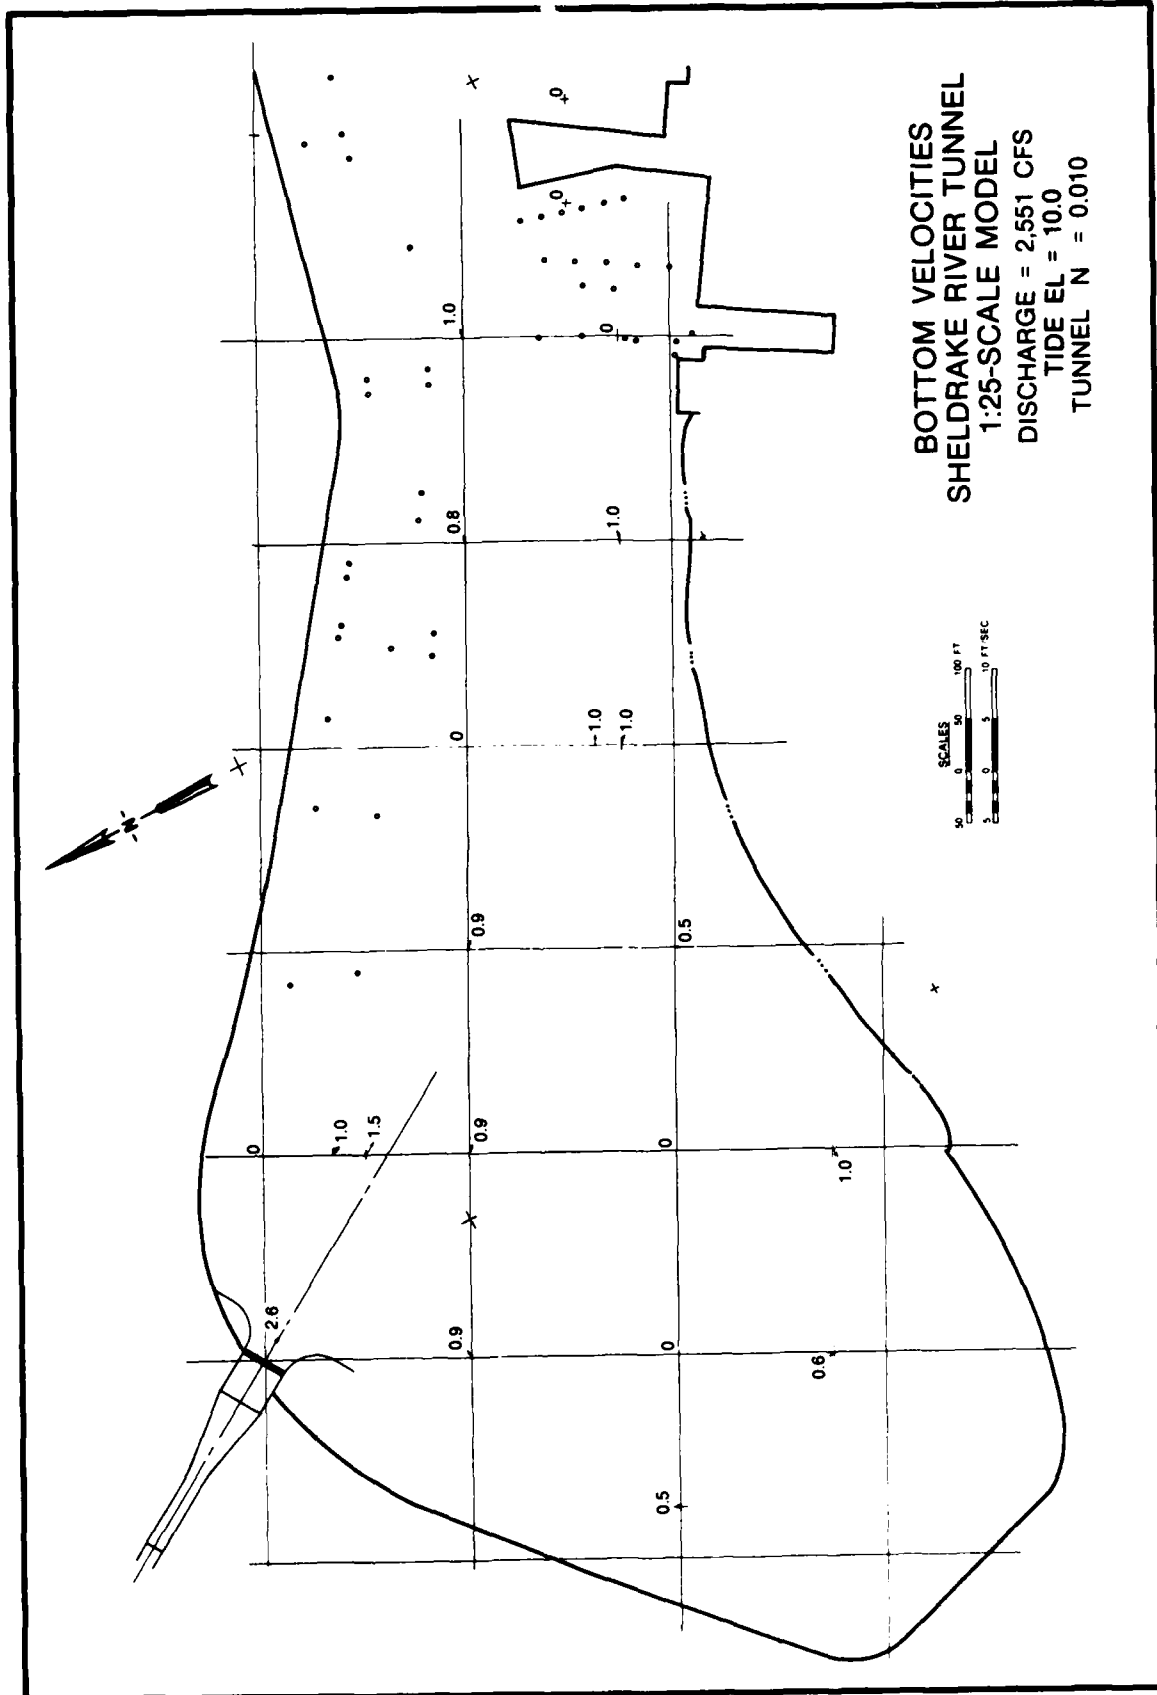 BOTTOM VELOCITIES
SHELDRAKE RIVER TUNNEL
1:25-SCALE MODEL
DISCHARGE = 2,551 CFS
TIDE EL = 10.0
TUNNEL N = 0.010
SCALES
50 0 50 100 FT
5 0 5 10 FT/SEC
N
2.6
0
1.0
1.5
0.9
0.9
0.9
0
0.8
1.0
0
0
0
1.0
1.0
1.0
0.5
0
0
0.5
0.6
1.0
0